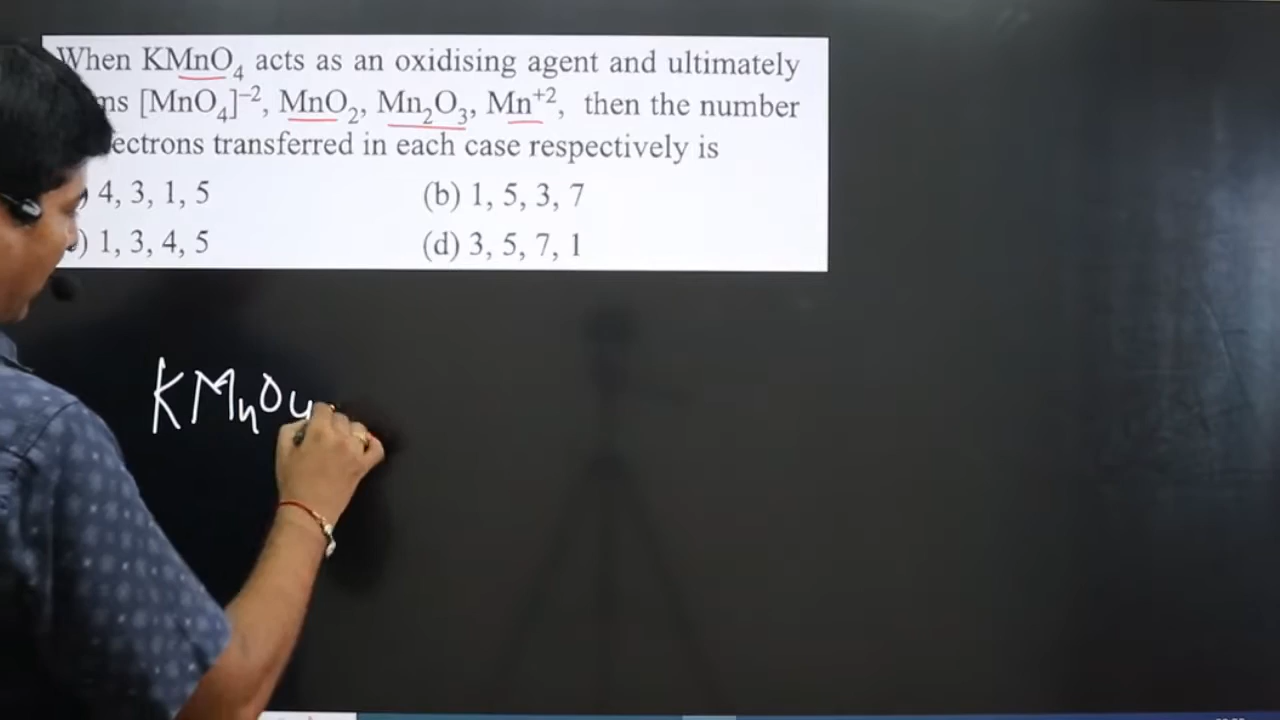 When KMnO₄ acts as an oxidising agent and ultimately
[MnO₄]⁻², MnO₂, Mn₂O₃, Mn⁺², then the number
transferred in each case respectively is
4, 3, 1, 5 (b) 1, 5, 3, 7
) 1, 3, 4, 5 (d) 3, 5, 7, 1
KMnO4